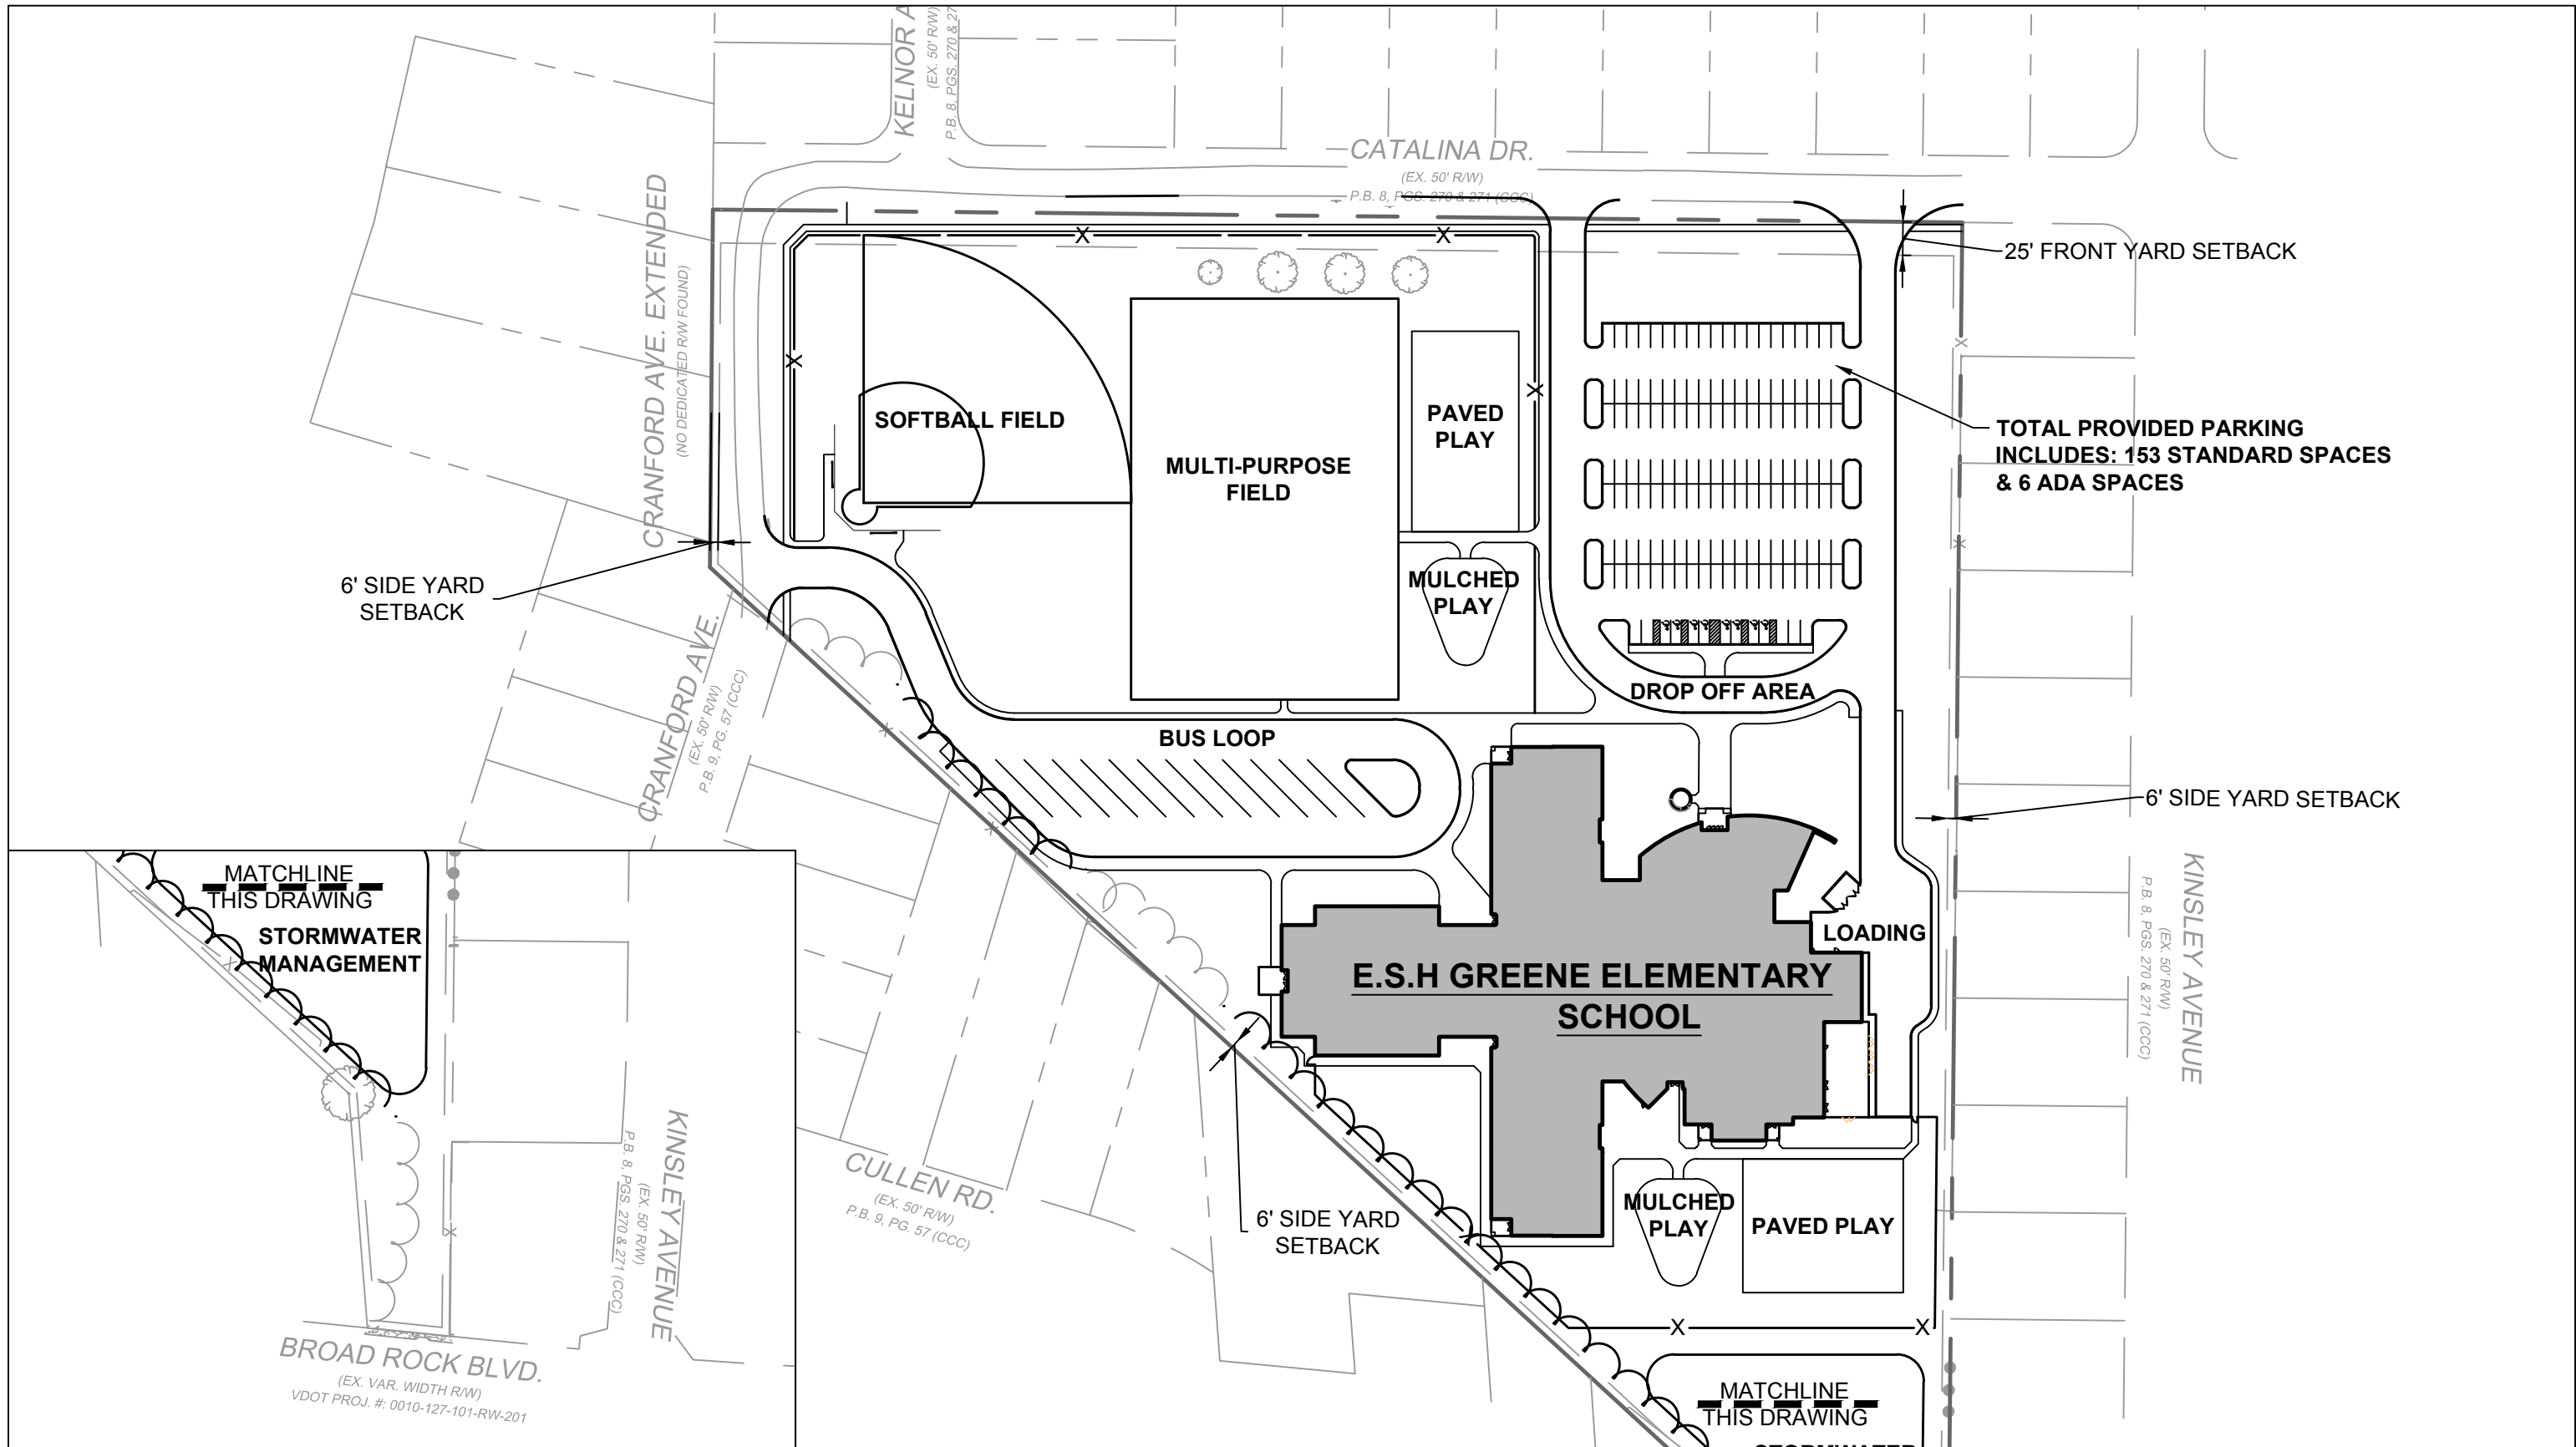 KELNOR A
(EX. 50' R/W)
P.B. 8, PGS. 270 & 27
CATALINA DR.
(EX. 50' R/W)
P.B. 8, PGS. 270 & 271 (CCC)
CRANFORD AVE. EXTENDED
(NO DEDICATED R/W FOUND)
25' FRONT YARD SETBACK
SOFTBALL FIELD
MULTI-PURPOSE
FIELD
PAVED
PLAY
TOTAL PROVIDED PARKING
INCLUDES: 153 STANDARD SPACES
& 6 ADA SPACES
6' SIDE YARD
SETBACK
MULCHED
PLAY
CRANFORD AVE.
(EX. 50' R/W)
P.B. 9, PG. 57 (CCC)
DROP OFF AREA
BUS LOOP
6' SIDE YARD SETBACK
KINSLEY AVENUE
(EX. 50' R/W)
P.B. 8, PGS. 270 & 271 (CCC)
LOADING
E.S.H GREENE ELEMENTARY
SCHOOL
MATCHLINE
THIS DRAWING
STORMWATER
MANAGEMENT
CULLEN RD.
(EX. 50' R/W)
P.B. 9, PG. 57 (CCC)
6' SIDE YARD
SETBACK
MULCHED
PLAY
PAVED PLAY
KINSLEY AVENUE
(EX. 50' R/W)
P.B. 8, PGS. 270 & 271 (CCC)
BROAD ROCK BLVD.
(EX. VAR. WIDTH R/W)
VDOT PROJ. #: 0010-127-101-RW-201
MATCHLINE
THIS DRAWING
STORMWATER
X
X
X
X
X
X